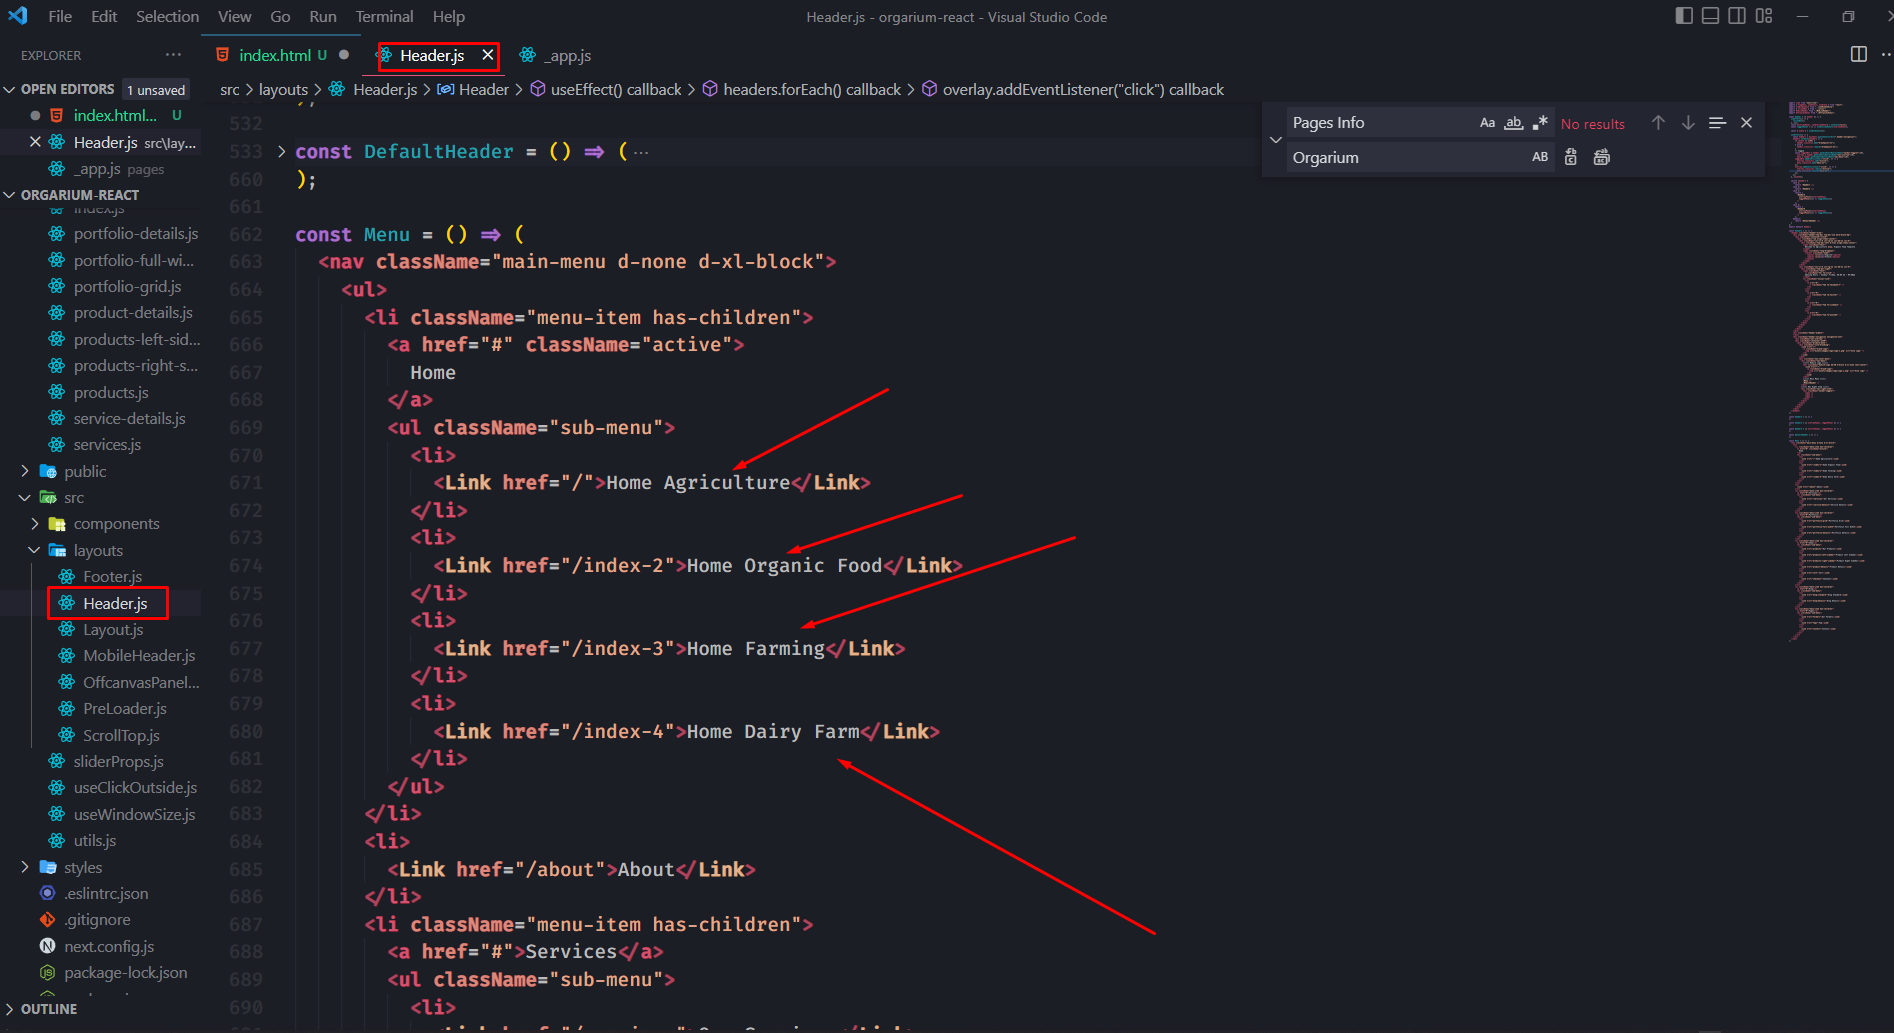 File Edit Selection View Go Run Terminal Help
Header.js - orgarium-react - Visual Studio Code
EXPLORER ...
index.html U
Header.js
_app.js
OPEN EDITORS 1 unsaved
index.html... U
Header.js src\lay...
_app.js pages
ORGARIUM-REACT
index.js
portfolio-details.js
portfolio-full-wi...
portfolio-grid.js
product-details.js
products-left-sid...
products-right-s...
products.js
service-details.js
services.js
public
src
components
layouts
Footer.js
Header.js
Layout.js
MobileHeader.js
OffcanvasPanel...
PreLoader.js
ScrollTop.js
sliderProps.js
useClickOutside.js
useWindowSize.js
utils.js
styles
.eslintrc.json
.gitignore
next.config.js
package-lock.json
OUTLINE
src > layouts > Header.js > Header > useEffect() callback > headers.forEach() callback > overlay.addEventListener("click") callback
Pages Info Aa ab .* No results
Orgarium AB
532
533 > const DefaultHeader = () => ( ...
660 );
661
662 const Menu = () => (
663 <nav className="main-menu d-none d-xl-block">
664 <ul>
665 <li className="menu-item has-children">
666 <a href="#" className="active">
667 Home
668 </a>
669 <ul className="sub-menu">
670 <li>
671 <Link href="/">Home Agriculture</Link>
672 </li>
673 <li>
674 <Link href="/index-2">Home Organic Food</Link>
675 </li>
676 <li>
677 <Link href="/index-3">Home Farming</Link>
678 </li>
679 <li>
680 <Link href="/index-4">Home Dairy Farm</Link>
681 </li>
682 </ul>
683 </li>
684 <li>
685 <Link href="/about">About</Link>
686 </li>
687 <li className="menu-item has-children">
688 <a href="#">Services</a>
689 <ul className="sub-menu">
690 <li>